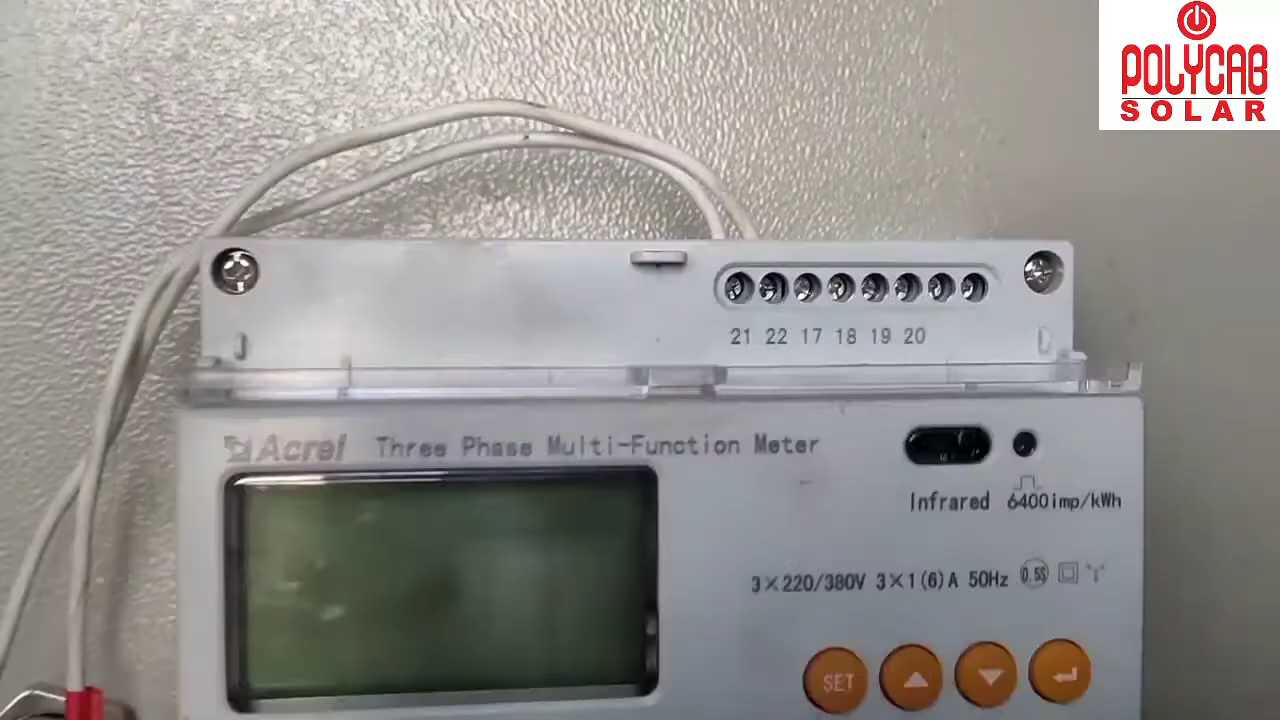 POLYCAB
SOLAR
21 22 17 18 19 20
Acrel Three Phase Multi-Function Meter
Infrared 6400imp/kWh
3×220/380V 3×1(6)A 50Hz 0.5S
SET